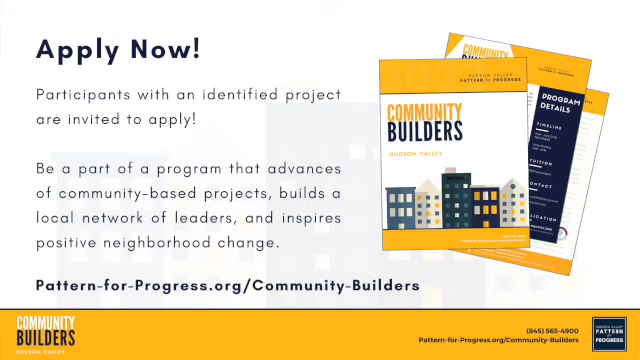 Apply Now!
Participants with an identified project
are invited to apply!
Be a part of a program that advances
of community-based projects, builds a
local network of leaders, and inspires
positive neighborhood change.
Pattern-for-Progress.org/Community-Builders
COMMUNITY
HUDSON VALLEY
PATTERN for PROGRESS
COMMUNITY
BUILDERS
HUDSON VALLEY
PROGRAM
DETAILS
TIMELINE
TUITION
CONTACT
COMMUNITY
BUILDERS
HUDSON VALLEY
(845) 565-4900
Pattern-for-Progress.org/Community-Builders
HUDSON VALLEY
PATTERN
for
PROGRESS